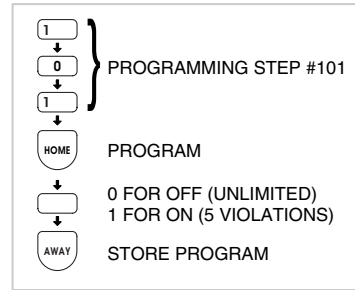 1
0
1
PROGRAMMING STEP #101
HOME PROGRAM
0 FOR OFF (UNLIMITED)
1 FOR ON (5 VIOLATIONS)
AWAY STORE PROGRAM